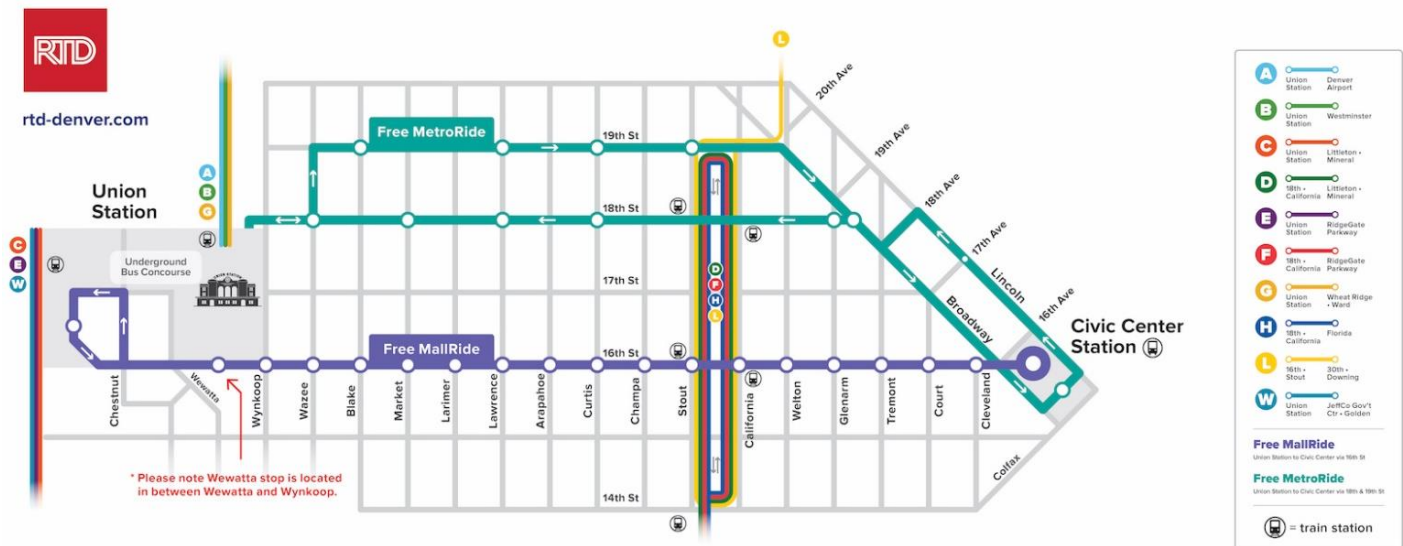 RTD
rtd-denver.com
L
20th Ave
19th Ave
18th Ave
17th Ave
16th Ave
19th St
18th St
17th St
16th St
14th St
Free MetroRide
Free MallRide
Union
Station
A
B
G
C
E
W
Underground
Bus Concourse
UNION STATION
D
F
H
L
Lincoln
Broadway
Colfax
Civic Center
Station
Chestnut
Wewatta
Wynkoop
Wazee
Blake
Market
Larimer
Lawrence
Arapahoe
Curtis
Champa
Stout
California
Welton
Glenarm
Tremont
Court
Cleveland
* Please note Wewatta stop is located
in between Wewatta and Wynkoop.
A
Union
Station
Denver
Airport
B
Union
Station
Westminster
C
Union
Station
Littleton •
Mineral
D
18th •
California
Littleton •
Mineral
E
Union
Station
RidgeGate
Parkway
F
18th •
California
RidgeGate
Parkway
G
Union
Station
Wheat Ridge
• Ward
H
18th •
California
Florida
L
16th •
Stout
30th •
Downing
W
Union
Station
JeffCo Gov't
Ctr • Golden
Free MallRide
Union Station to Civic Center via 16th St
Free MetroRide
Union Station to Civic Center via 18th & 19th St
= train station